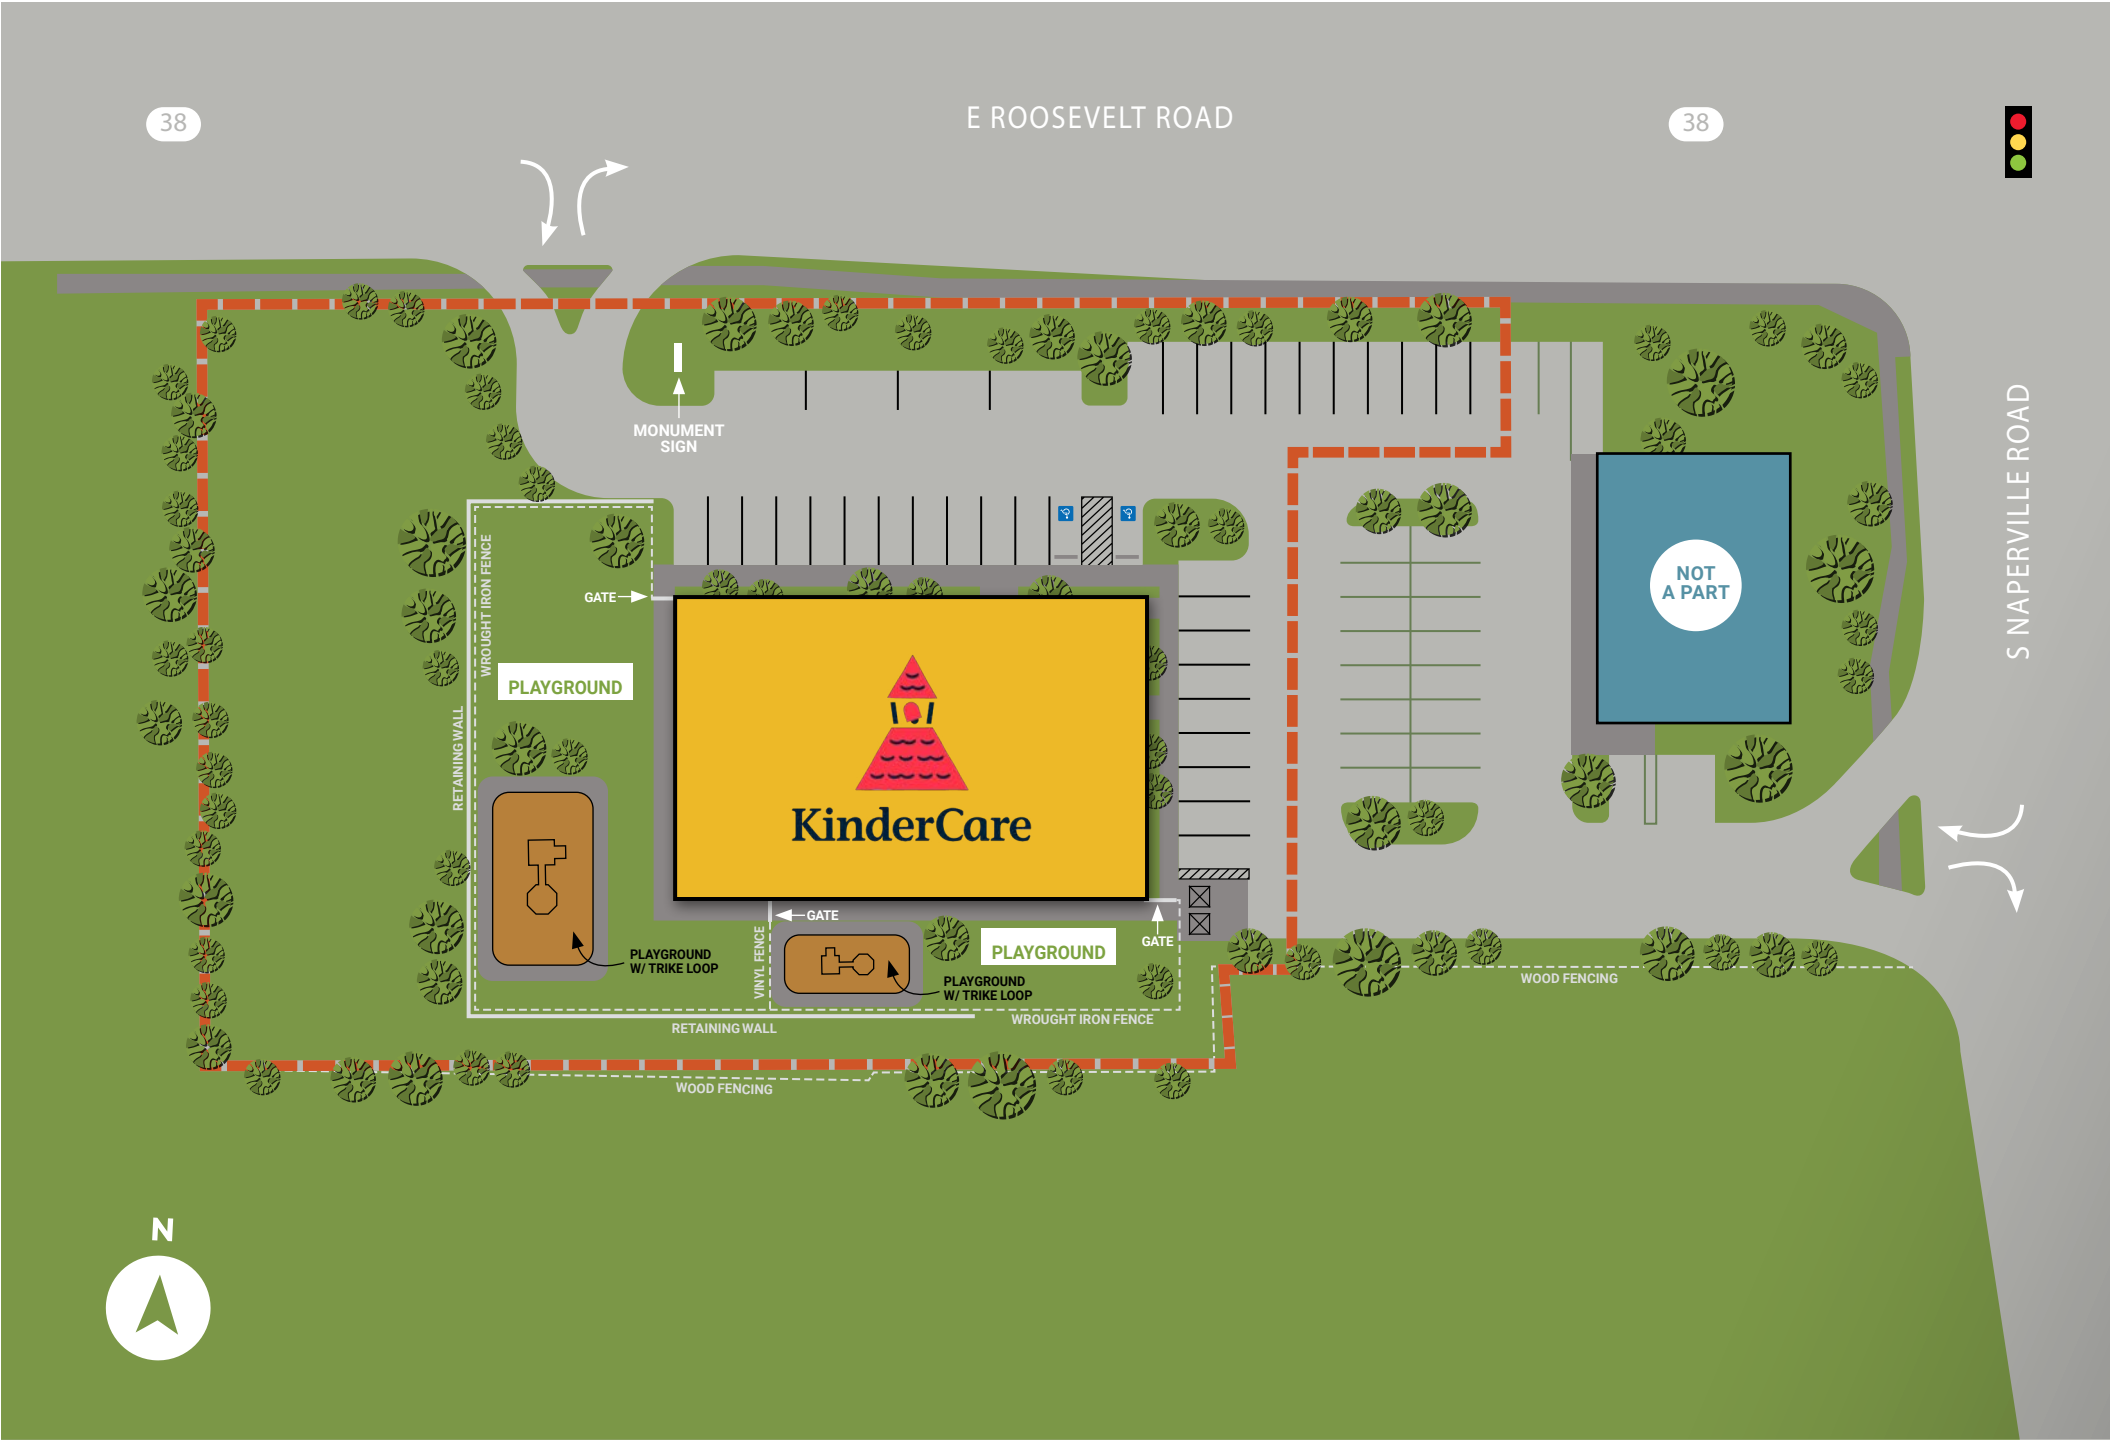 E ROOSEVELT ROAD
38
38
MONUMENT
SIGN
S NAPERVILLE ROAD
WROUGHT IRON FENCE
GATE
NOT
A PART
PLAYGROUND
RETAINING WALL
KinderCare
GATE
VINYL FENCE
PLAYGROUND
W/ TRIKE LOOP
PLAYGROUND
GATE
PLAYGROUND
W/ TRIKE LOOP
WOOD FENCING
WROUGHT IRON FENCE
RETAINING WALL
WOOD FENCING
N